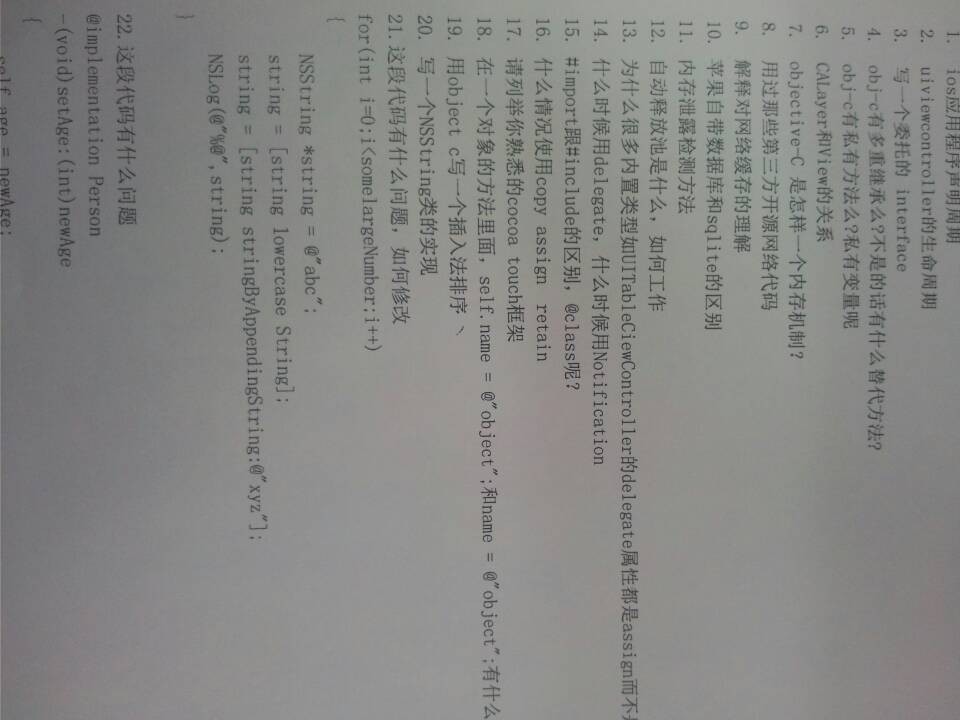 1. ios应用程序声明周期
2. uiviewcontroller的生命周期
3. 写一个委托的 interface
4. obj-c有多重继承么?不是的话有什么替代方法?
5. obj-c有私有方法么?私有变量呢
6. CALayer和View的关系
7. objective-C 是怎样一个内存机制?
8. 用过那些第三方开源网络代码
9. 解释对网络缓存的理解
10. 苹果自带数据库和sqlite的区别
11. 内存泄露检测方法
12. 自动释放池是什么，如何工作
13. 为什么很多内置类型如UITableCiewController的delegate属性都是assign而不
14. 什么时候用delegate，什么时候用Notification
15. #import跟#include的区别，@class呢?
16. 什么情况使用copy assign retain
17. 请列举你熟悉的cocoa touch框架
18. 在一个对象的方法里面，self.name = @"object";和name = @"object";有什么
19. 用object c写一个插入法排序、
20. 写一个NSString类的实现
21. 这段代码有什么问题，如何修改
for(int i=0;i<somelargeNumber;i++)
{
NSString *string = @"abc";
string = [string lowercase String];
string = [string stringByAppendingString:@"xyz"];
NSLog(@"%@",string);
}
22. 这段代码有什么问题
@implementation Person
-(void)setAge:(int)newAge
{
self.age = newAge;